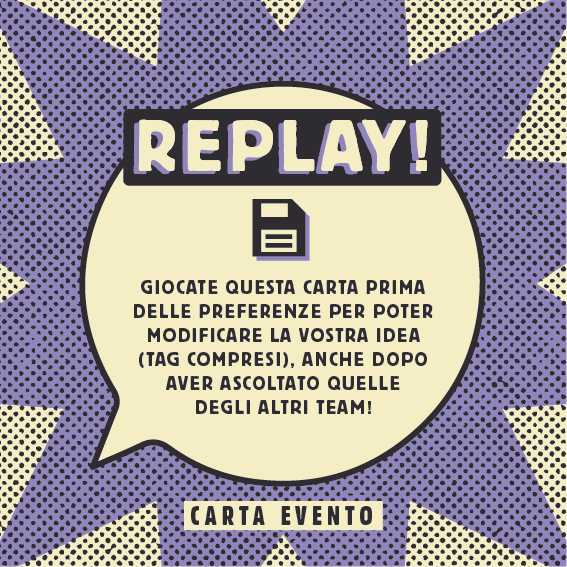 REPLAY!
GIOCATE QUESTA CARTA PRIMA
DELLE PREFERENZE PER POTER
MODIFICARE LA VOSTRA IDEA
(TAG COMPRESI), ANCHE DOPO
AVER ASCOLTATO QUELLE
DEGLI ALTRI TEAM!
CARTA EVENTO